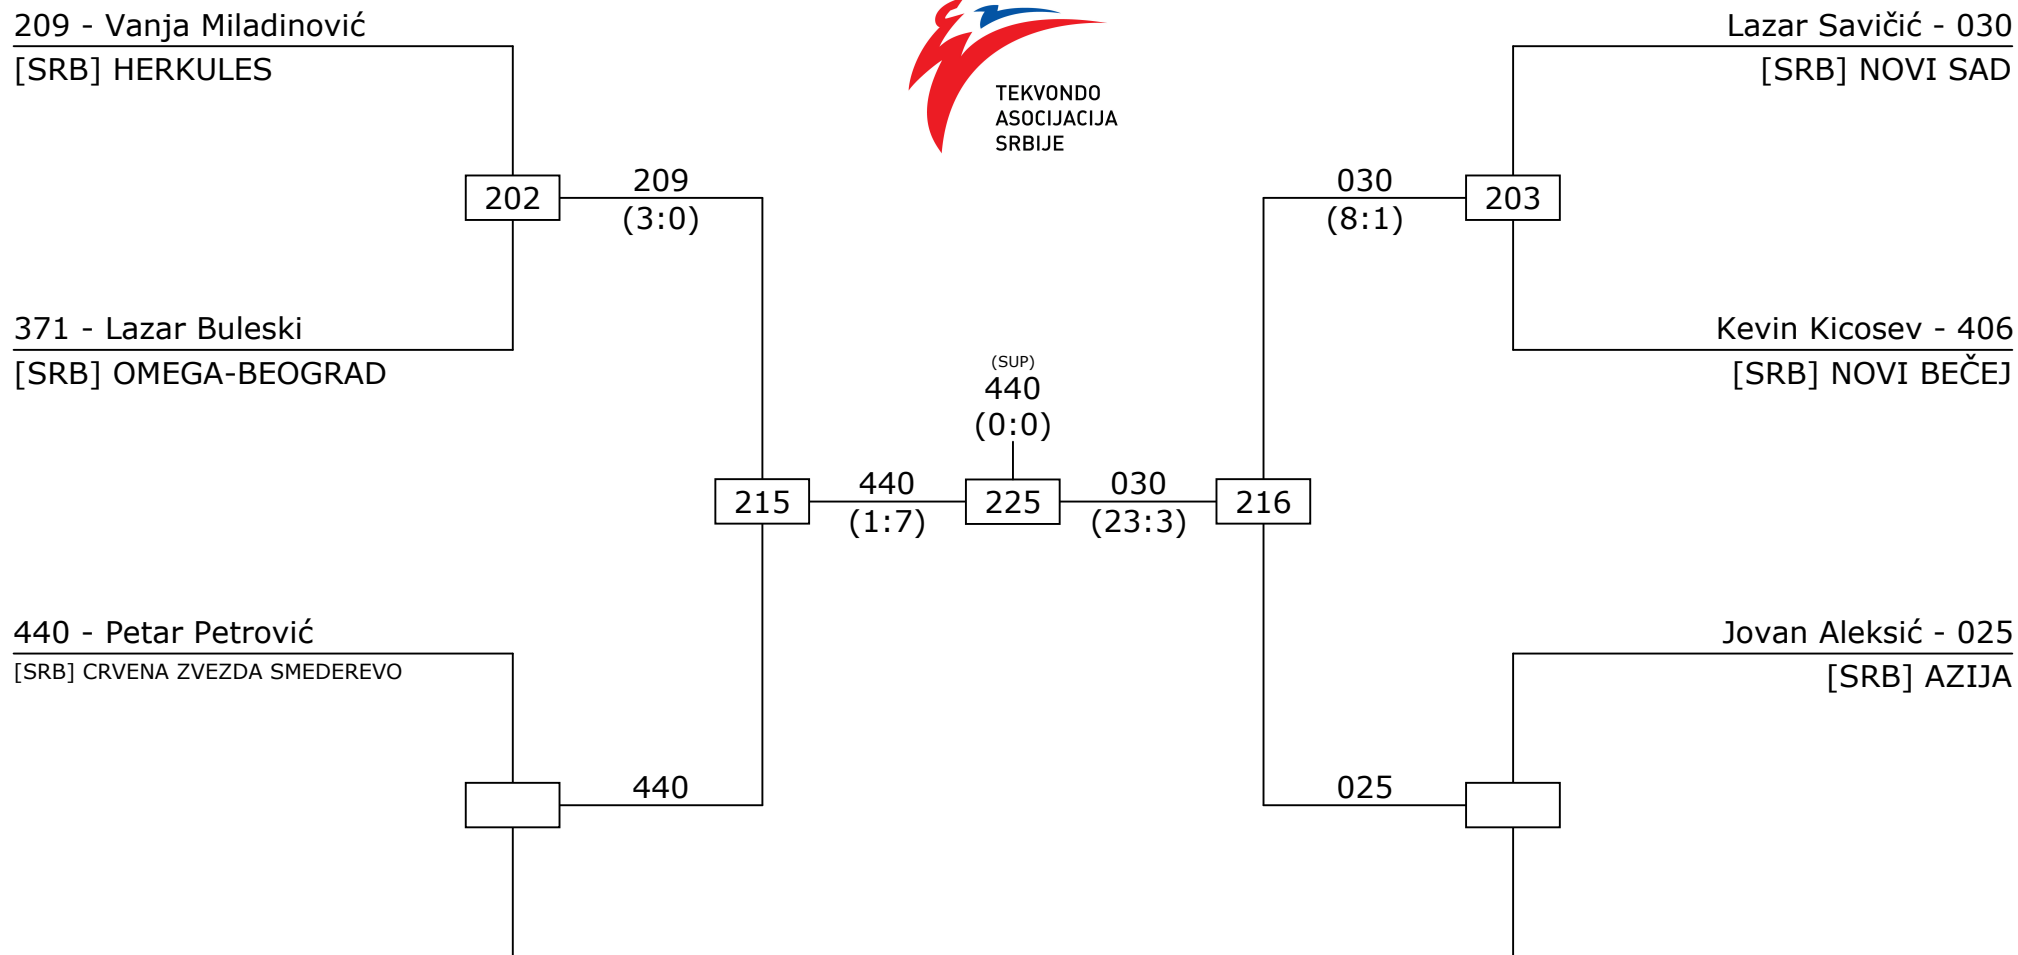 209 - Vanja Miladinović
[SRB] HERKULES
TEKVONDO
ASOCIJACIJA
SRBIJE
Lazar Savičić - 030
[SRB] NOVI SAD
202
209
(3:0)
030
(8:1)
203
371 - Lazar Buleski
[SRB] OMEGA-BEOGRAD
Kevin Kicosev - 406
[SRB] NOVI BEČEJ
(SUP)
440
(0:0)
215
440
(1:7)
225
030
(23:3)
216
440 - Petar Petrović
[SRB] CRVENA ZVEZDA SMEDEREVO
Jovan Aleksić - 025
[SRB] AZIJA
440
025